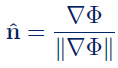 n̂ = ∇Φ / ‖∇Φ‖